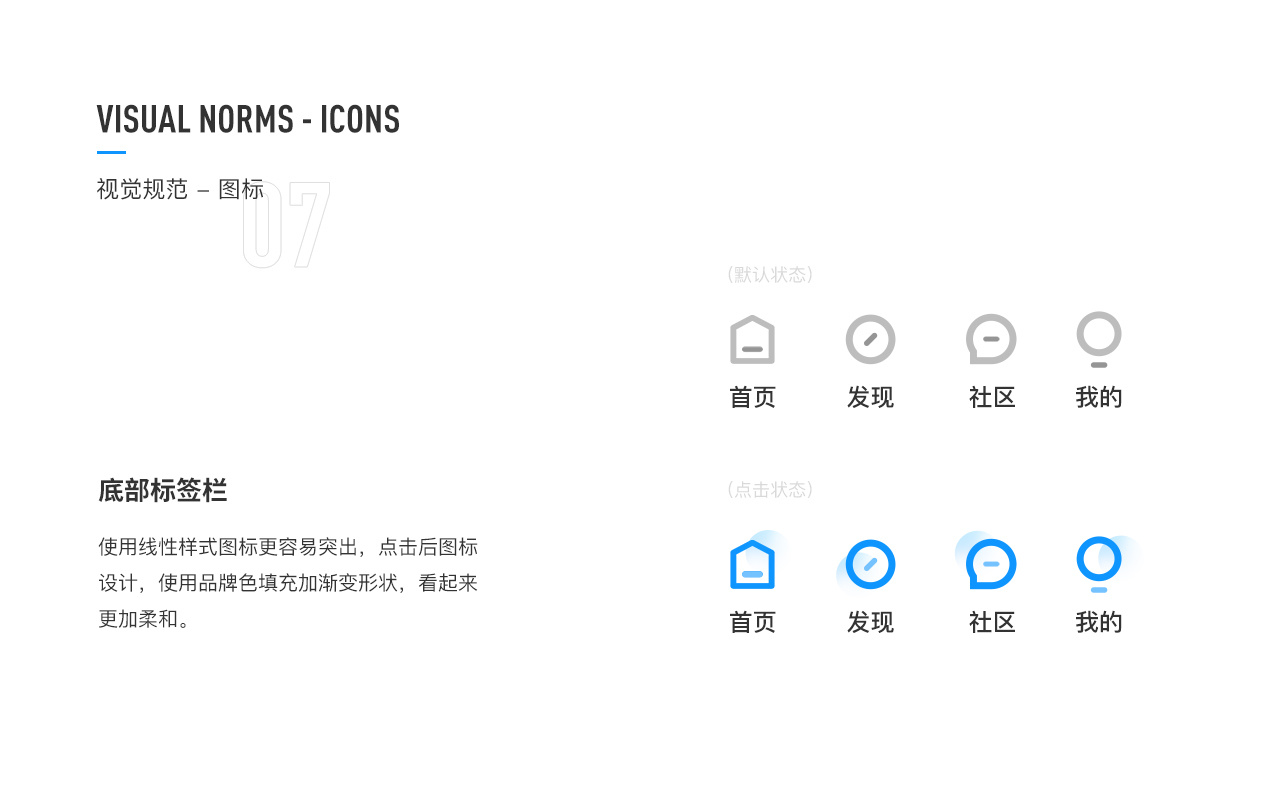 VISUAL NORMS - ICONS
视觉规范 – 图标
07
(默认状态)
首页 发现 社区 我的
底部标签栏
使用线性样式图标更容易突出，点击后图标
设计，使用品牌色填充加渐变形状，看起来
更加柔和。
(点击状态)
首页 发现 社区 我的